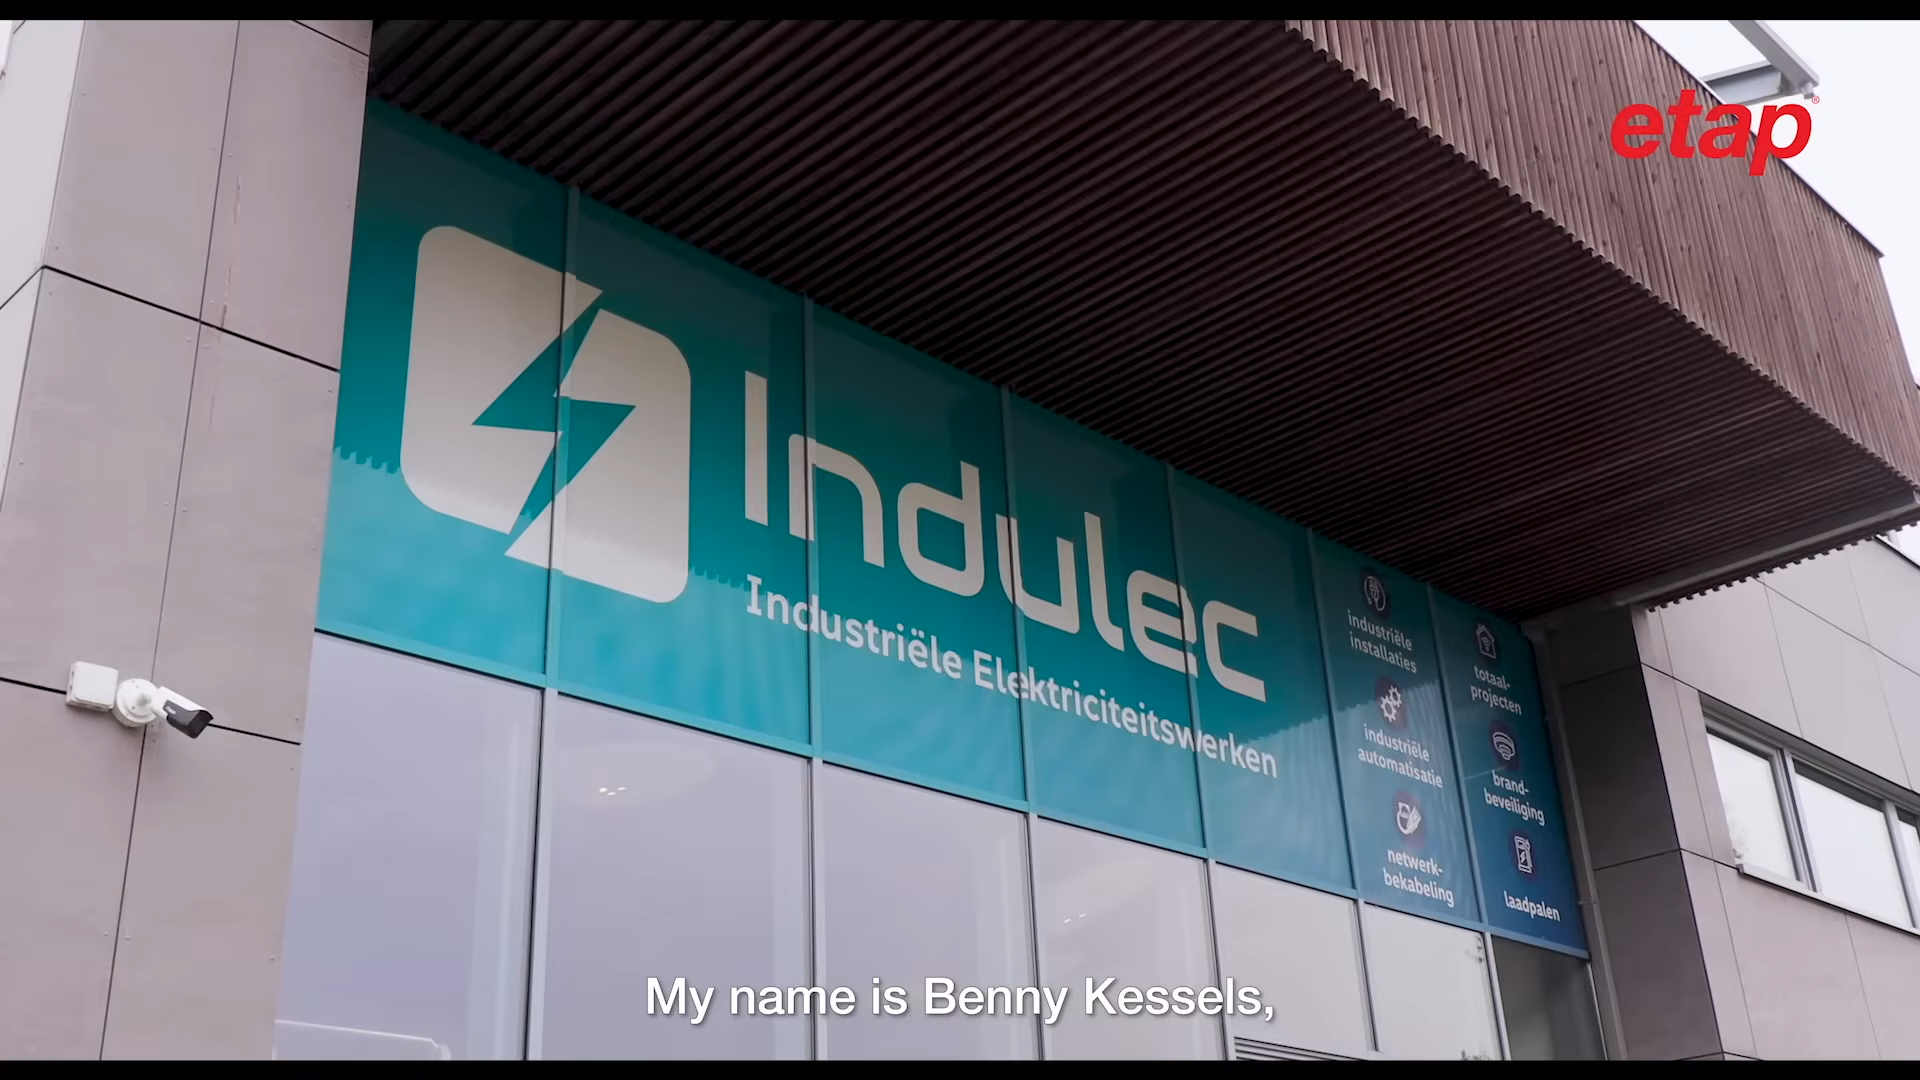 etap®
Indulec
Industriële Elektriciteitswerken
industriële
installaties
industriële
automatisatie
netwerk-
bekabeling
totaal-
projecten
brand-
beveiliging
laadpalen
My name is Benny Kessels,